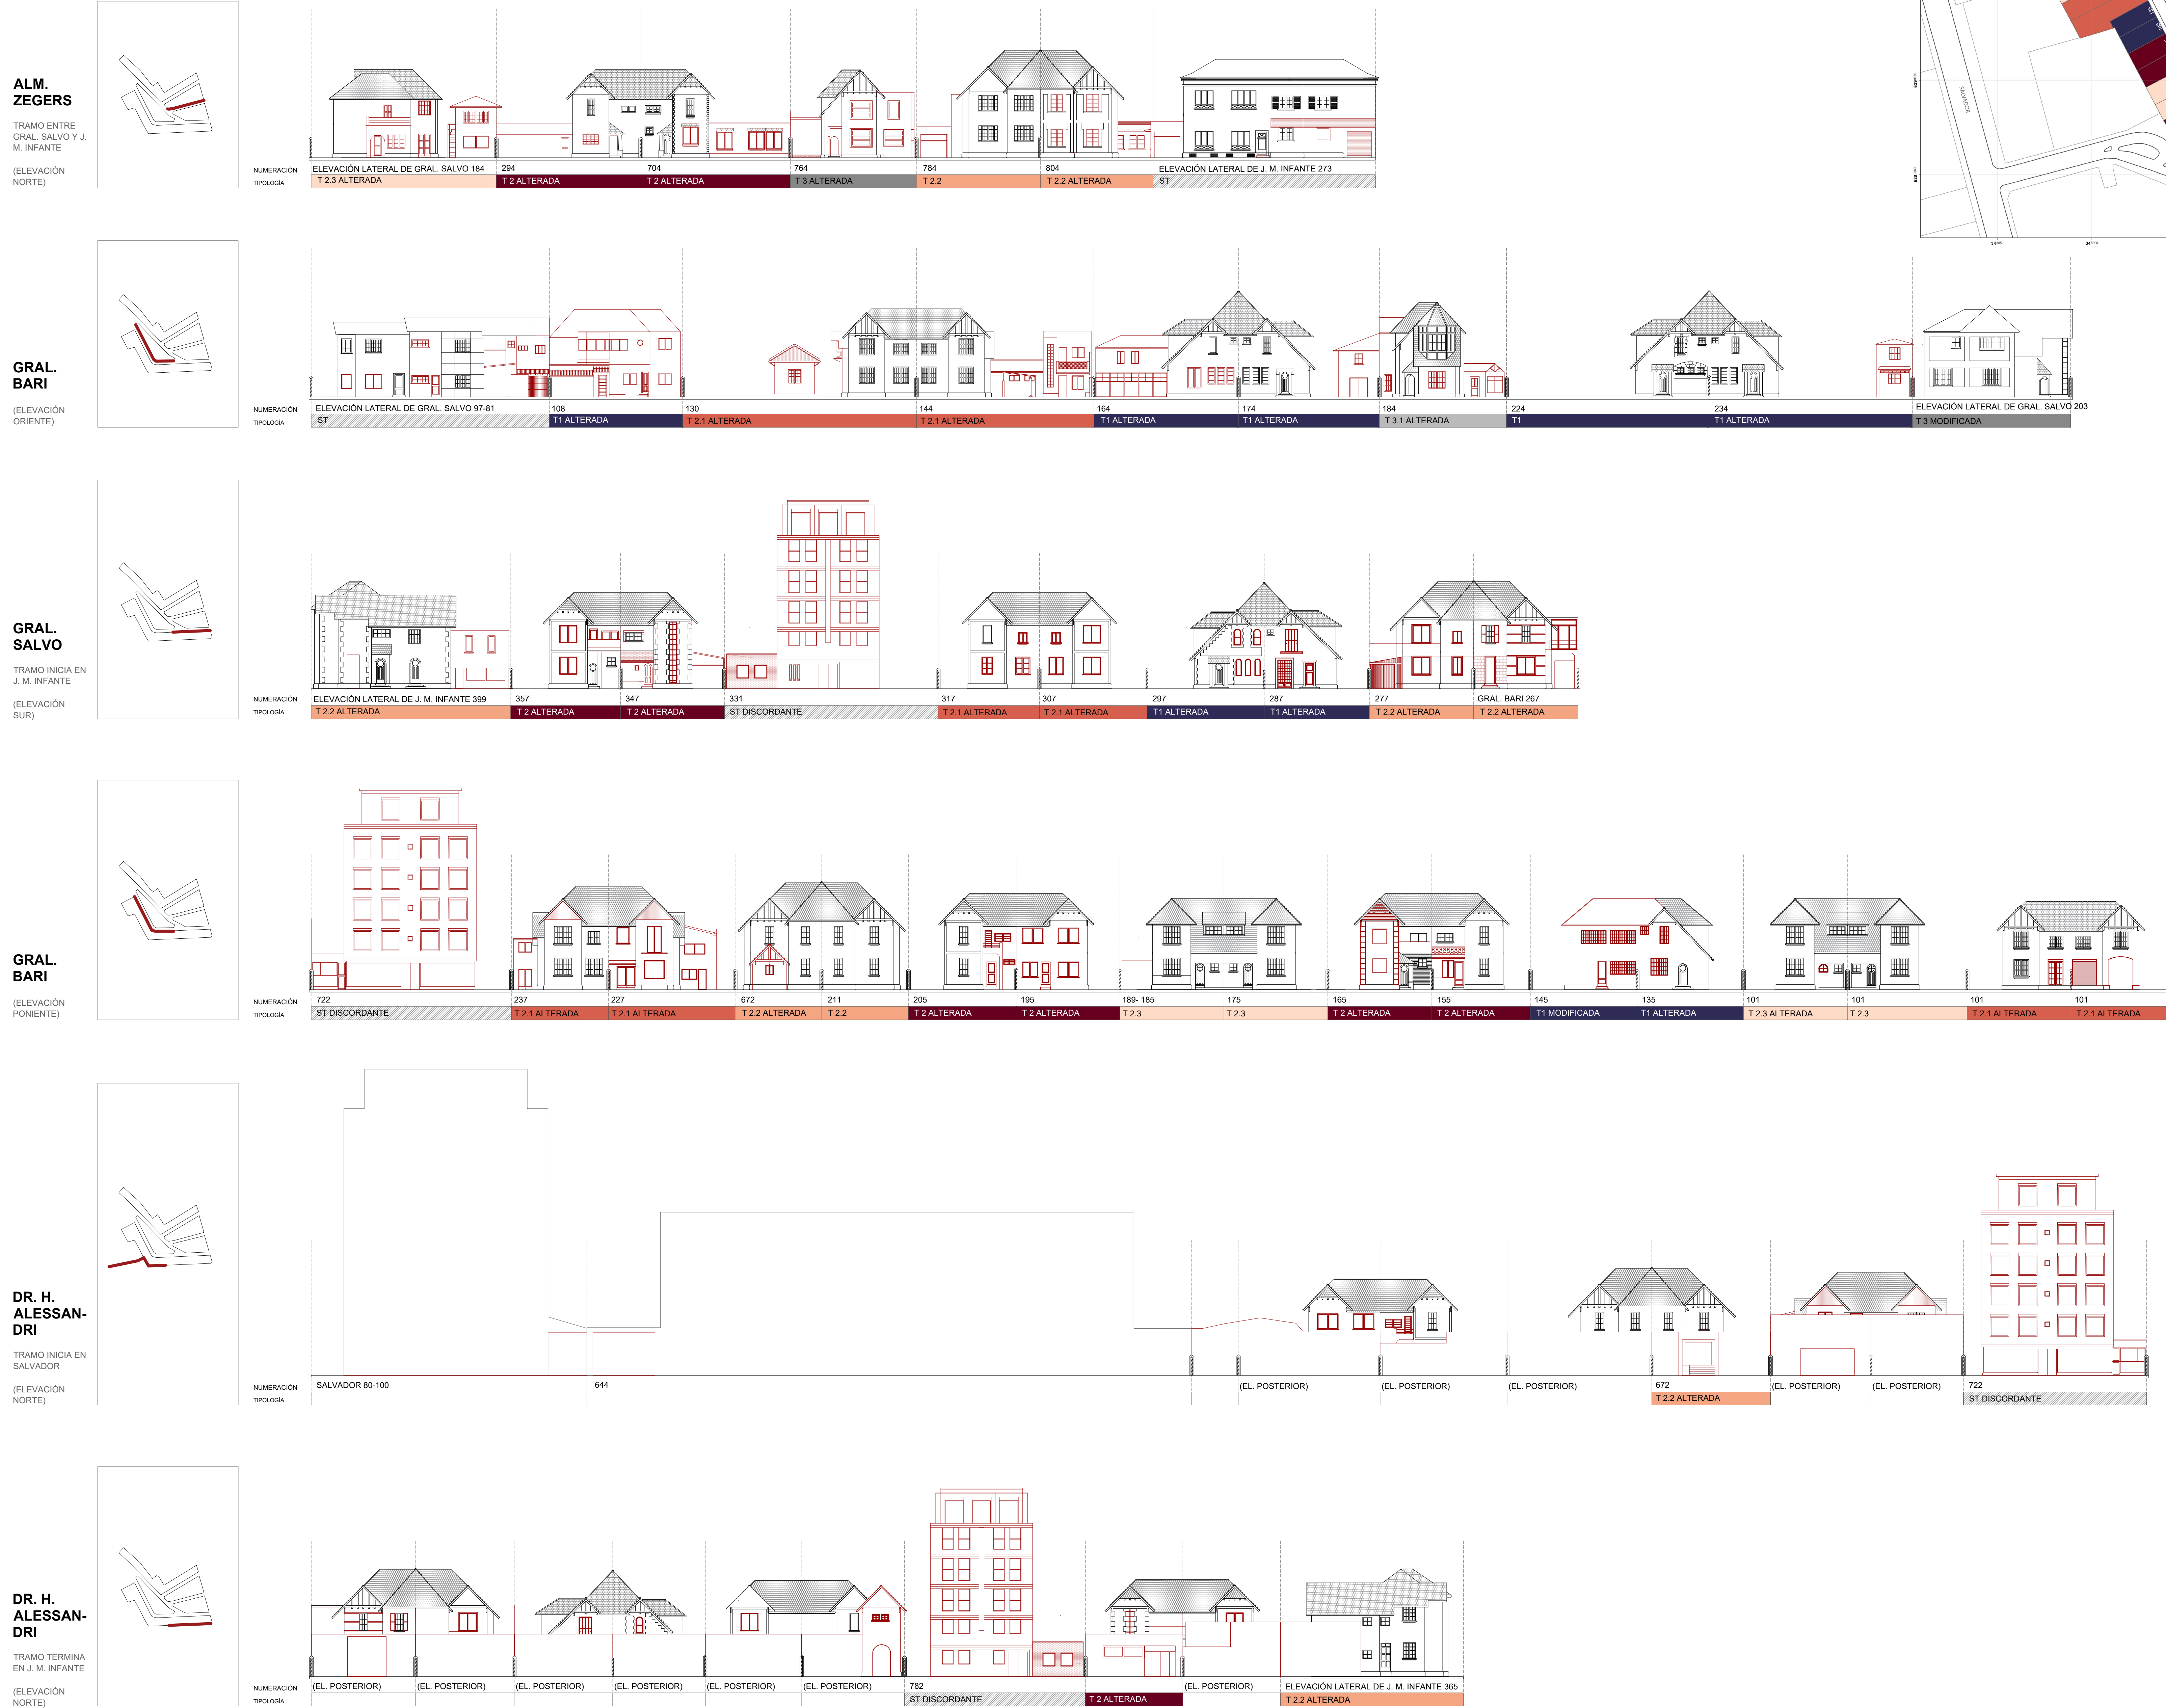 ALM.
ZEGERS
TRAMO ENTRE
GRAL. SALVO Y J.
M. INFANTE
(ELEVACIÓN
NORTE)
NUMERACIÓN
ELEVACIÓN LATERAL DE GRAL. SALVO 184 294 704 764 784 804 ELEVACIÓN LATERAL DE J. M. INFANTE 273
TIPOLOGÍA
T 2.3 ALTERADA T 2 ALTERADA T 2 ALTERADA T 3 ALTERADA T 2.2 T 2.2 ALTERADA ST
SALVADOR
GRAL.
BARI
(ELEVACIÓN
ORIENTE)
NUMERACIÓN
ELEVACIÓN LATERAL DE GRAL. SALVO 97-81 108 130 144 164 174 184 224 234 ELEVACIÓN LATERAL DE GRAL. SALVO 203
TIPOLOGÍA
ST T1 ALTERADA T 2.1 ALTERADA T 2.1 ALTERADA T1 ALTERADA T1 ALTERADA T 3.1 ALTERADA T1 T1 ALTERADA T 3 MODIFICADA
GRAL.
SALVO
TRAMO INICIA EN
J. M. INFANTE
(ELEVACIÓN
SUR)
NUMERACIÓN
ELEVACIÓN LATERAL DE J. M. INFANTE 399 357 347 331 317 307 297 287 277 GRAL. BARI 267
TIPOLOGÍA
T 2.2 ALTERADA T 2 ALTERADA T 2 ALTERADA ST DISCORDANTE T 2.1 ALTERADA T 2.1 ALTERADA T1 ALTERADA T1 ALTERADA T 2.2 ALTERADA T 2.2 ALTERADA
GRAL.
BARI
(ELEVACIÓN
PONIENTE)
NUMERACIÓN
722 237 227 672 211 205 195 189- 185 175 165 155 145 135 101 101 101 101
TIPOLOGÍA
ST DISCORDANTE T 2.1 ALTERADA T 2.1 ALTERADA T 2.2 ALTERADA T 2.2 T 2 ALTERADA T 2 ALTERADA T 2.3 T 2.3 T 2 ALTERADA T 2 ALTERADA T1 MODIFICADA T1 ALTERADA T 2.3 ALTERADA T 2.3 T 2.1 ALTERADA T 2.1 ALTERADA
DR. H.
ALESSAN-
DRI
TRAMO INICIA EN
SALVADOR
(ELEVACIÓN
NORTE)
NUMERACIÓN
SALVADOR 80-100 644 (EL. POSTERIOR) (EL. POSTERIOR) (EL. POSTERIOR) 672 (EL. POSTERIOR) (EL. POSTERIOR) 722
TIPOLOGÍA
T 2.2 ALTERADA ST DISCORDANTE
DR. H.
ALESSAN-
DRI
TRAMO TERMINA
EN J. M. INFANTE
(ELEVACIÓN
NORTE)
NUMERACIÓN
(EL. POSTERIOR) (EL. POSTERIOR) (EL. POSTERIOR) (EL. POSTERIOR) (EL. POSTERIOR) (EL. POSTERIOR) 782 (EL. POSTERIOR) ELEVACIÓN LATERAL DE J. M. INFANTE 365
TIPOLOGÍA
ST DISCORDANTE T 2 ALTERADA T 2.2 ALTERADA